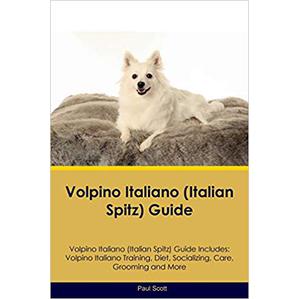 Volpino Italiano (Italian
Spitz) Guide
Volpino Italiano (Italian Spitz) Guide Includes:
Volpino Italiano Training, Diet, Socializing, Care,
Grooming and More
Paul Scott